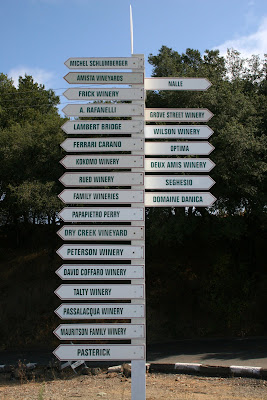 MICHEL SCHLUMBERGER
AMISTA VINEYARDS
FRICK WINERY
A. RAFANELLI
LAMBERT BRIDGE
FERRARI CARANO
KOKOMO WINERY
RUED WINERY
FAMILY WINERIES
PAPAPIETRO PERRY
DRY CREEK VINEYARD
PETERSON WINERY
DAVID COFFARO WINERY
TALTY WINERY
PASSALACQUA WINERY
MAURITSON FAMILY WINERY
PASTERICK
NALLE
GROVE STREET WINERY
WILSON WINERY
OPTIMA
DEUX AMIS WINERY
SEGHESIO
DOMAINE DANICA